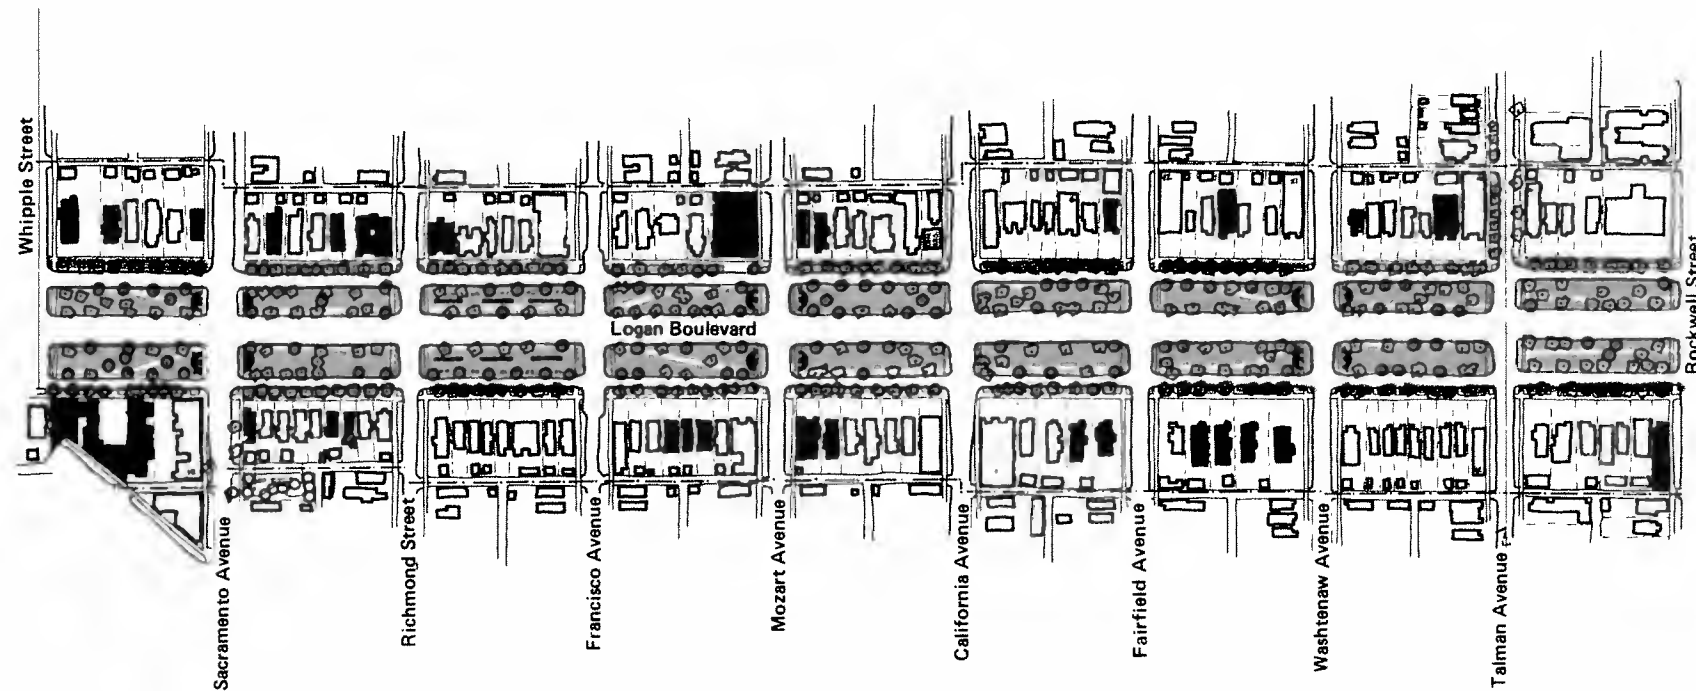 Whipple Street
Logan Boulevard
Rockwell Street
Sacramento Avenue
Richmond Street
Francisco Avenue
Mozart Avenue
California Avenue
Fairfield Avenue
Washtenaw Avenue
Talman Avenue